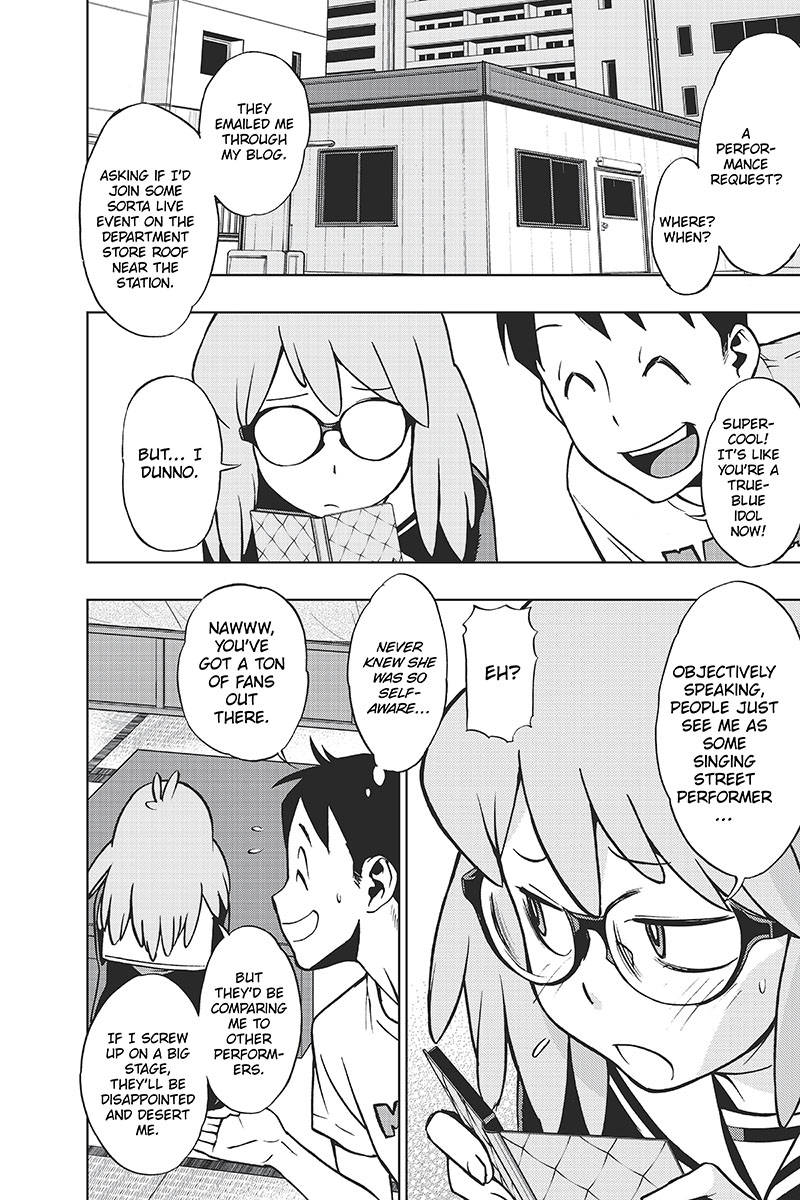 A
PERFOR-
MANCE
REQUEST?
WHERE?
WHEN?
THEY
EMAILED ME
THROUGH
MY BLOG.
ASKING IF I'D
JOIN SOME
SORTA LIVE
EVENT ON THE
DEPARTMENT
STORE ROOF
NEAR THE
STATION.
SUPER-
COOL!
IT'S LIKE
YOU'RE A
TRUE-
BLUE
IDOL
NOW!
BUT... I
DUNNO.
OBJECTIVELY
SPEAKING,
PEOPLE JUST
SEE ME AS
SOME
SINGING
STREET
PERFORMER
...
EH?
NEVER
KNEW SHE
WAS SO
SELF-
AWARE...
NAWWW,
YOU'VE
GOT A TON
OF FANS
OUT
THERE.
BUT
THEY'D BE
COMPARING
ME TO
OTHER
PERFORM-
ERS.
IF I SCREW
UP ON A BIG
STAGE,
THEY'LL BE
DISAPPOINTED
AND DESERT
ME.